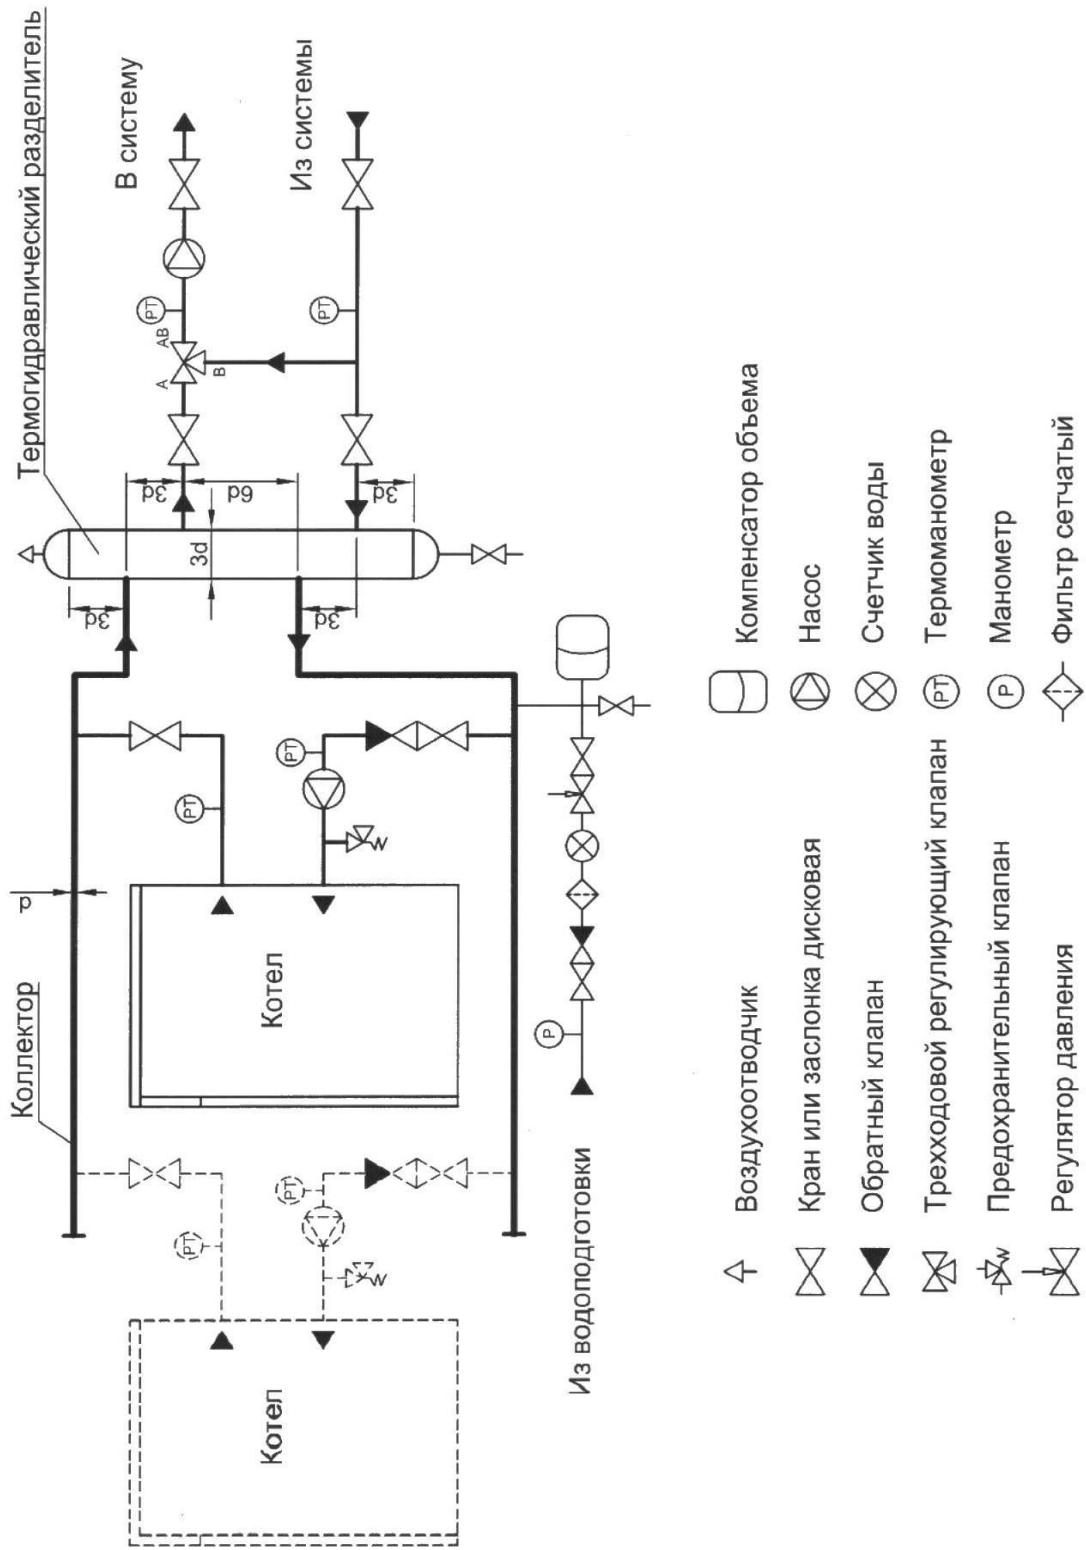 Термогидравлический разделитель
В систему
Из системы
PT
PT
A
AB
B
3d
6d
3d
3d
3d
3d
Коллектор
d
PT
PT
Котел
PT
PT
Котел
P
Из водоподготовки
Воздухоотводчик
Кран или заслонка дисковая
Обратный клапан
Трехходовой регулирующий клапан
Предохранительный клапан
Регулятор давления
Компенсатор объема
Насос
Счетчик воды
PT Термоманометр
P Манометр
Фильтр сетчатый